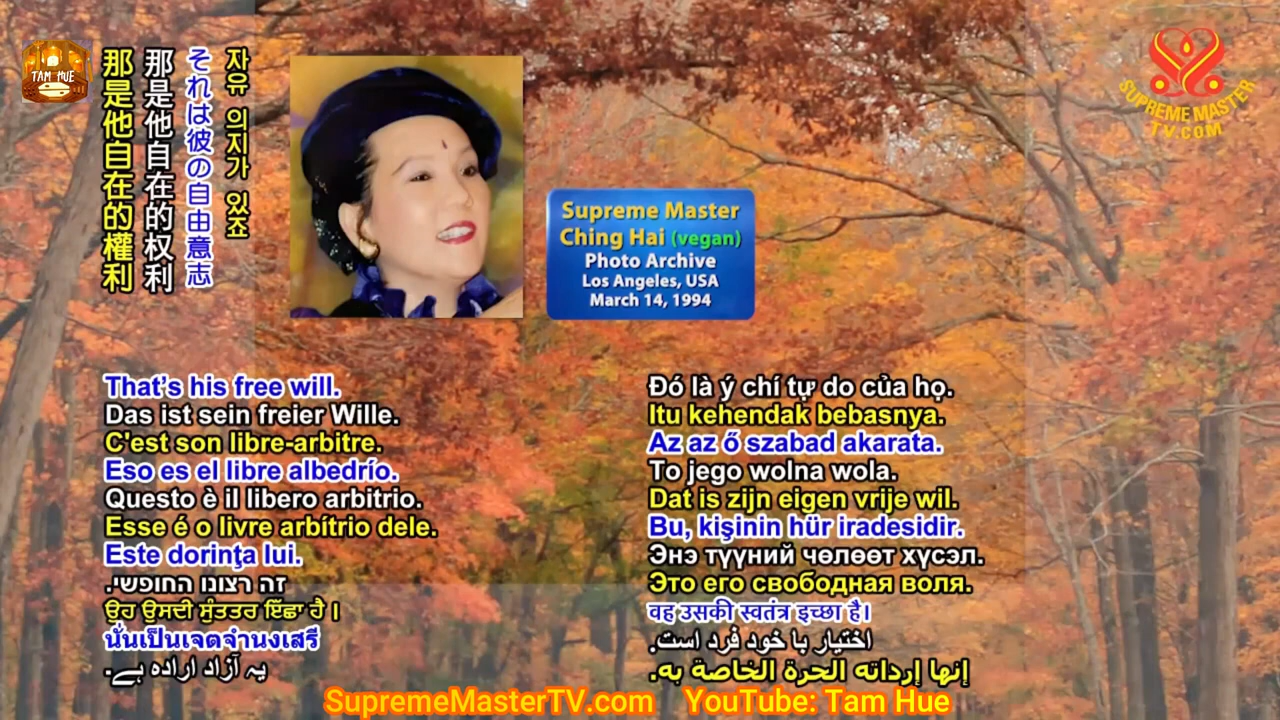 TAM HUE
那是他自在的權利
那是他自在的权利
それは彼の自由意志
자유 의지가 있죠
SUPREME MASTER
TV.COM
Supreme Master
Ching Hai (vegan)
Photo Archive
Los Angeles, USA
March 14, 1994
That's his free will.
Das ist sein freier Wille.
C'est son libre-arbitre.
Eso es el libre albedrío.
Questo è il libero arbitrio.
Esse é o livre arbítrio dele.
Este dorinţa lui.
זה רצונו החופשי.
ਉਹ ਉਸਦੀ ਸੁੰਤਤਰ ਇੱਛਾ ਹੈ।
นั่นเป็นเจตจำนงเสรี
یہ آزاد ارادہ ہے۔
Đó là ý chí tự do của họ.
Itu kehendak bebasnya.
Az az ő szabad akarata.
To jego wolna wola.
Dat is zijn eigen vrije wil.
Bu, kişinin hür iradesidir.
Энэ түүний чөлөөт хүсэл.
Это его свободная воля.
वह उसकी स्वतंत्र इच्छा है।
اختیار با خود فرد است.
إنها إرداته الحرة الخاصة به.
SupremeMasterTV.com YouTube: Tam Hue